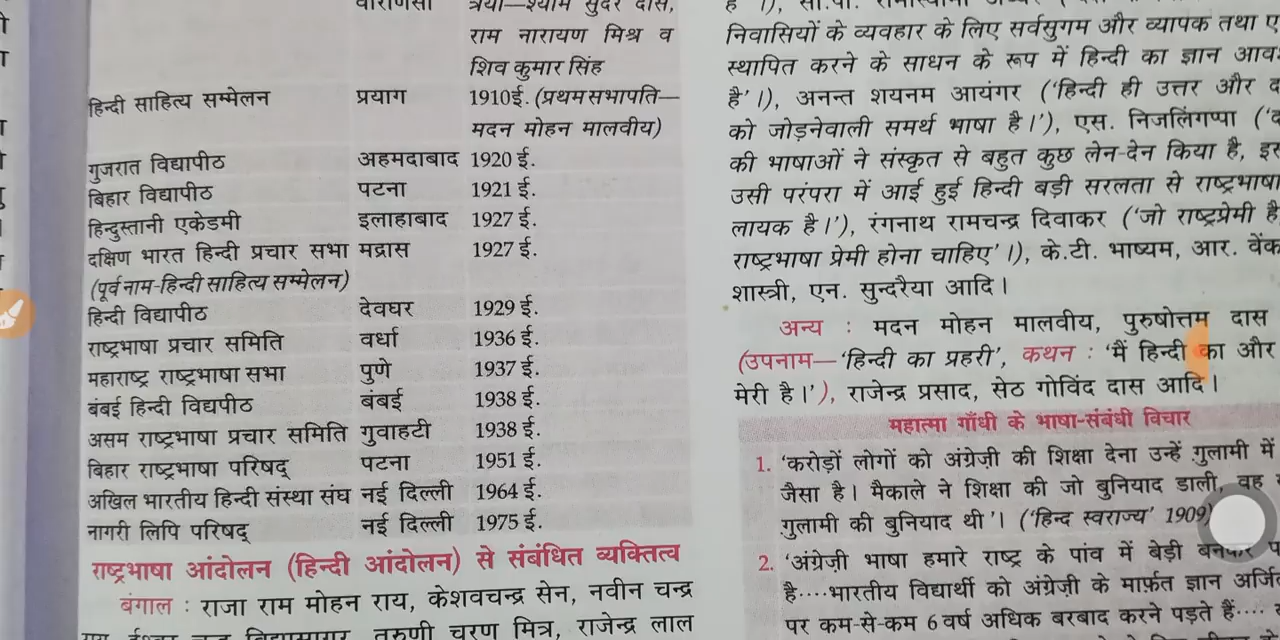 वाराणसी त्रयी—श्याम सुंदर दास,
राम नारायण मिश्र व
शिव कुमार सिंह
हिन्दी साहित्य सम्मेलन प्रयाग 1910ई. (प्रथम सभापति—
मदन मोहन मालवीय)
गुजरात विद्यापीठ अहमदाबाद 1920 ई.
बिहार विद्यापीठ पटना 1921 ई.
हिन्दुस्तानी एकेडमी इलाहाबाद 1927 ई.
दक्षिण भारत हिन्दी प्रचार सभा मद्रास 1927 ई.
(पूर्व नाम-हिन्दी साहित्य सम्मेलन)
हिन्दी विद्यापीठ देवघर 1929 ई.
राष्ट्रभाषा प्रचार समिति वर्धा 1936 ई.
महाराष्ट्र राष्ट्रभाषा सभा पुणे 1937 ई.
बंबई हिन्दी विद्यपीठ बंबई 1938 ई.
असम राष्ट्रभाषा प्रचार समिति गुवाहटी 1938 ई.
बिहार राष्ट्रभाषा परिषद् पटना 1951 ई.
अखिल भारतीय हिन्दी संस्था संघ नई दिल्ली 1964 ई.
नागरी लिपि परिषद् नई दिल्ली 1975 ई.
राष्ट्रभाषा आंदोलन (हिन्दी आंदोलन) से संबंधित व्यक्तित्व
बंगाल : राजा राम मोहन राय, केशवचन्द्र सेन, नवीन चन्द्र
तरुणी चरण मित्र, राजेन्द्र लाल
निवासियों के व्यवहार के लिए सर्वसुगम और व्यापक तथा
स्थापित करने के साधन के रूप में हिन्दी का ज्ञान
है' ।), अनन्त शयनम आयंगर ('हिन्दी ही उत्तर और
को जोड़नेवाली समर्थ भाषा है।'), एस. निजलिंगप्पा
की भाषाओं ने संस्कृत से बहुत कुछ लेन-देन किया है,
उसी परंपरा में आई हुई हिन्दी बड़ी सरलता से राष्ट्रभाषा
लायक है।'), रंगनाथ रामचन्द्र दिवाकर ('जो राष्ट्रप्रेमी है
राष्ट्रभाषा प्रेमी होना चाहिए' ।), के.टी. भाष्यम, आर.
शास्त्री, एन. सुन्दरैया आदि।
अन्य : मदन मोहन मालवीय, पुरुषोत्तम दास
(उपनाम— 'हिन्दी का प्रहरी', कथन : 'मैं हिन्दी का और
मेरी है।'), राजेन्द्र प्रसाद, सेठ गोविंद दास आदि।
महात्मा गाँधी के भाषा-संबंधी विचार
1. 'करोड़ों लोगों को अंग्रेज़ी की शिक्षा देना उन्हें गुलामी में
जैसा है। मैकाले ने शिक्षा की जो बुनियाद डाली, वह
गुलामी की बुनियाद थी'। ('हिन्द स्वराज्य' 1909)
2. 'अंग्रेज़ी भाषा हमारे राष्ट्र के पांव में बेड़ी बनकर
है....भारतीय विद्यार्थी को अंग्रेज़ी के मार्फ़त ज्ञान
पर कम-से-कम 6 वर्ष अधिक बरबाद करने पड़ते हैं....